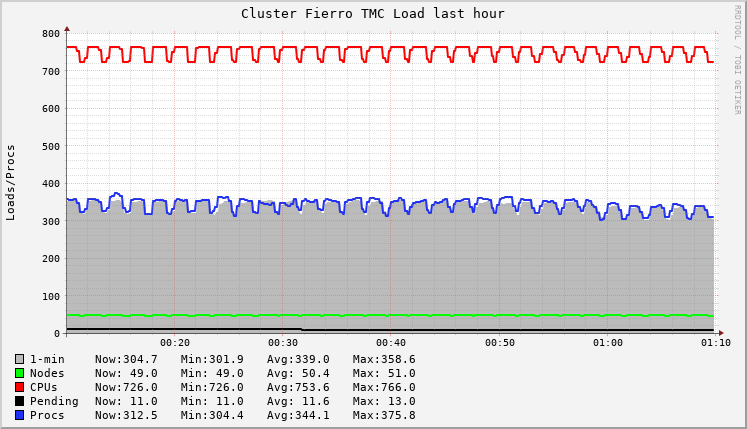 Cluster Fierro TMC Load last hour
RRDTOOL / TOBI OETIKER
Loads/Procs
800
700
600
500
400
300
200
100
0
00:20 00:30 00:40 00:50 01:00 01:10
1-min Now:304.7 Min:301.9 Avg:339.0 Max:358.6
Nodes Now: 49.0 Min: 49.0 Avg: 50.4 Max: 51.0
CPUs Now:726.0 Min:726.0 Avg:753.6 Max:766.0
Pending Now: 11.0 Min: 11.0 Avg: 11.6 Max: 13.0
Procs Now:312.5 Min:304.4 Avg:344.1 Max:375.8